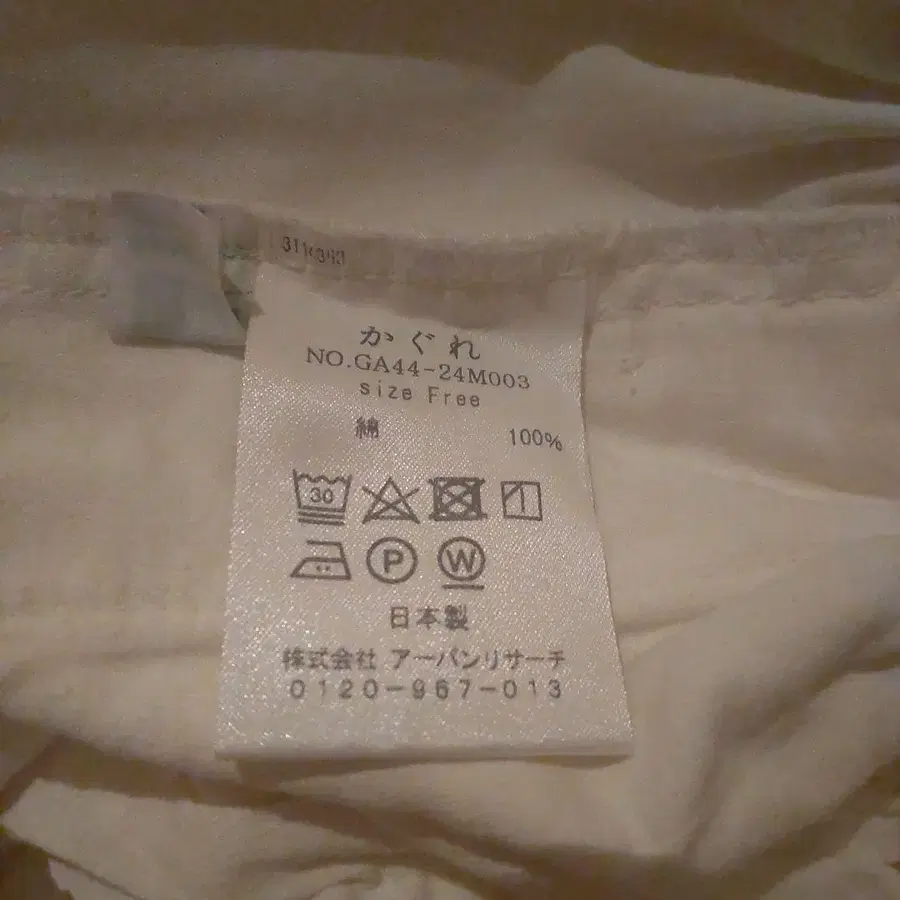 かぐれ
NO.GA44-24M003
size Free
綿 100%
30
P W
日本製
株式会社 アーバンリサーチ
0120-967-013